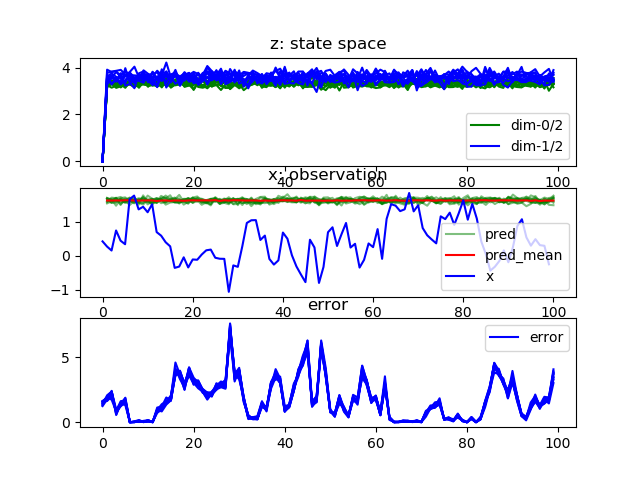 z: state space
4
2
0
dim-0/2
dim-1/2
0 20 40 60 80 100
x: observation
1
0
−1
pred
pred_mean
x
0 20 40 60 80 100
error
5
0
error
0 20 40 60 80 100